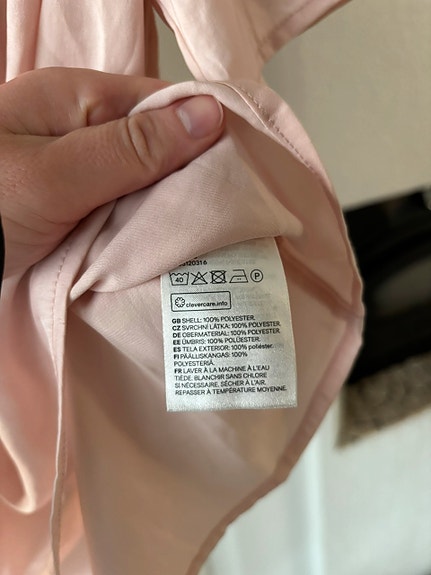 120316
40 P
clevercare.info
GB SHELL: 100% POLYESTER.
CZ SVRCHNÍ LÁTKA: 100% POLYESTER.
DE OBERMATERIAL: 100% POLYESTER.
EE ÜMBRIS: 100% POLÜESTER.
ES TELA EXTERIOR: 100% poliéster.
FI PÄÄLLIKANGAS: 100%
POLYESTERIÄ.
FR LAVER À LA MACHINE À L'EAU
TIÈDE. BLANCHIR SANS CHLORE
SI NÉCESSAIRE. SÉCHER À L'AIR.
REPASSER À TEMPÉRATURE MOYENNE.